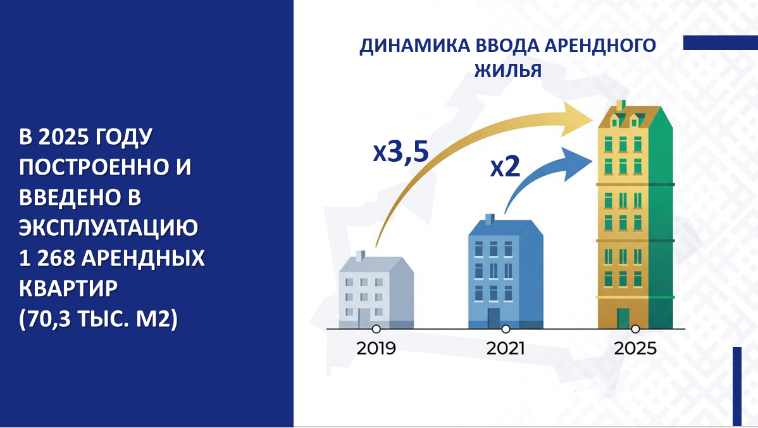 В 2025 ГОДУ
ПОСТРОЕННО И
ВВЕДЕНО В
ЭКСПЛУАТАЦИЮ
1 268 АРЕНДНЫХ
КВАРТИР
(70,3 ТЫС. М2)
ДИНАМИКА ВВОДА АРЕНДНОГО
ЖИЛЬЯ
х3,5
х2
2019
2021
2025